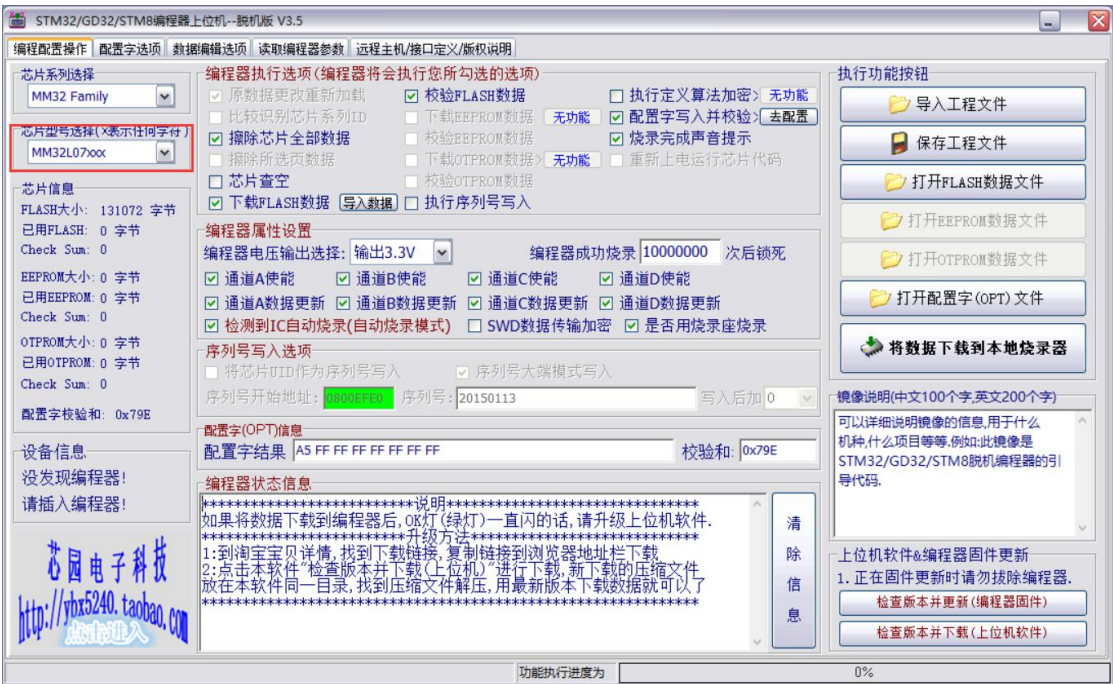 STM32/GD32/STM8编程器上位机--脱机版 V3.5
编程配置操作 配置字选项 数据编辑选项 读取编程器参数 远程主机/接口定义/版权说明
芯片系列选择
MM32 Family
芯片型号选择(X表示任何字符)
MM32L07xxx
芯片信息
FLASH大小: 131072 字节
已用FLASH: 0 字节
Check Sum: 0
EEPROM大小: 0 字节
已用EEPROM: 0 字节
Check Sum: 0
OTPROM大小: 0 字节
已用OTPROM: 0 字节
Check Sum: 0
配置字校验和: 0x79E
设备信息
没发现编程器!
请插入编程器!
芯园电子科技
http://ybx5240.taobao.com
点击进入
编程器执行选项(编程器将会执行您所勾选的选项)
原数据更改重新加载 校验FLASH数据 执行定义算法加密> 无功能
比较识别芯片系列ID 下载EEPROM数据 无功能 配置字写入并校验> 去配置
擦除芯片全部数据 校验EEPROM数据 烧录完成声音提示
擦除所选页数据 下载OTPROM数据> 无功能 重新上电运行芯片代码
芯片查空 校验OTPROM数据
下载FLASH数据 导入数据 执行序列号写入
编程器属性设置
编程器电压输出选择: 输出3.3V 编程器成功烧录 10000000 次后锁死
通道A使能 通道B使能 通道C使能 通道D使能
通道A数据更新 通道B数据更新 通道C数据更新 通道D数据更新
检测到IC自动烧录(自动烧录模式) SWD数据传输加密 是否用烧录座烧录
序列号写入选项
将芯片UID作为序列号写入 序列号大端模式写入
序列号开始地址: 0800EFE0 序列号: 20150113 写入后加 0
配置字(OPT)信息
配置字结果 A5 FF FF FF FF FF FF FF 校验和: 0x79E
编程器状态信息
**************************说明*******************************
如果将数据下载到编程器后,OK灯(绿灯)一直闪的话,请升级上位机软件.
*************************升级方法****************************
1:到淘宝宝贝详情,找到下载链接,复制链接到浏览器地址栏下载
2:点击本软件"检查版本并下载(上位机)"进行下载,新下载的压缩文件
放在本软件同一目录,找到压缩文件解压,用最新版本下载数据就可以了
*************************************************************
清
除
信
息
执行功能按钮
导入工程文件
保存工程文件
打开FLASH数据文件
打开EEPROM数据文件
打开OTPROM数据文件
打开配置字(OPT)文件
将数据下载到本地烧录器
镜像说明(中文100个字,英文200个字)
可以详细说明镜像的信息,用于什么
机种,什么项目等等.例如:此镜像是
STM32/GD32/STM8脱机编程器的引
导代码.
上位机软件&编程器固件更新
1. 正在固件更新时请勿拔除编程器.
检查版本并更新(编程器固件)
检查版本并下载(上位机软件)
功能执行进度为 0%